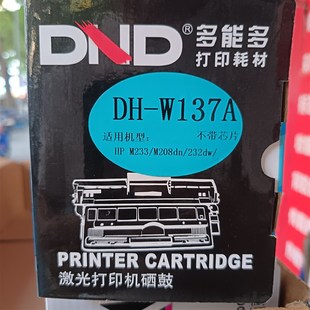 DND® 多能多
打印耗材
DH-W137A
适用机型: 不带芯片
HP M233/M208dn/232dw/
PRINTER CARTRIDGE
激光打印机硒鼓